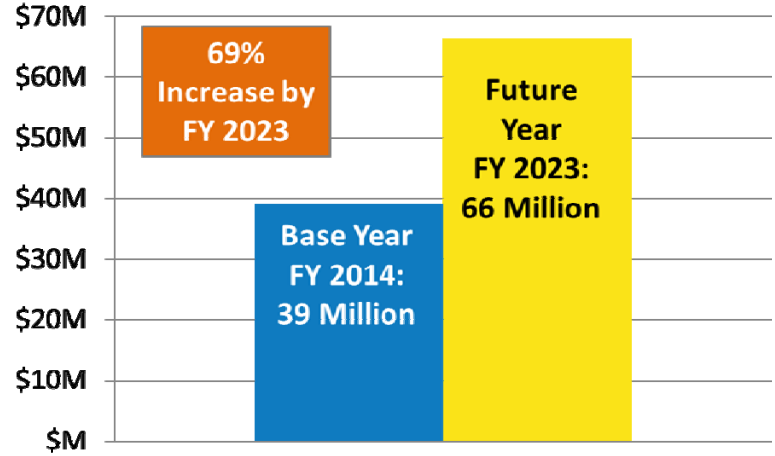 $70M
$60M
$50M
$40M
$30M
$20M
$10M
$M
69%
Increase by
FY 2023
Base Year
FY 2014:
39 Million
Future
Year
FY 2023:
66 Million